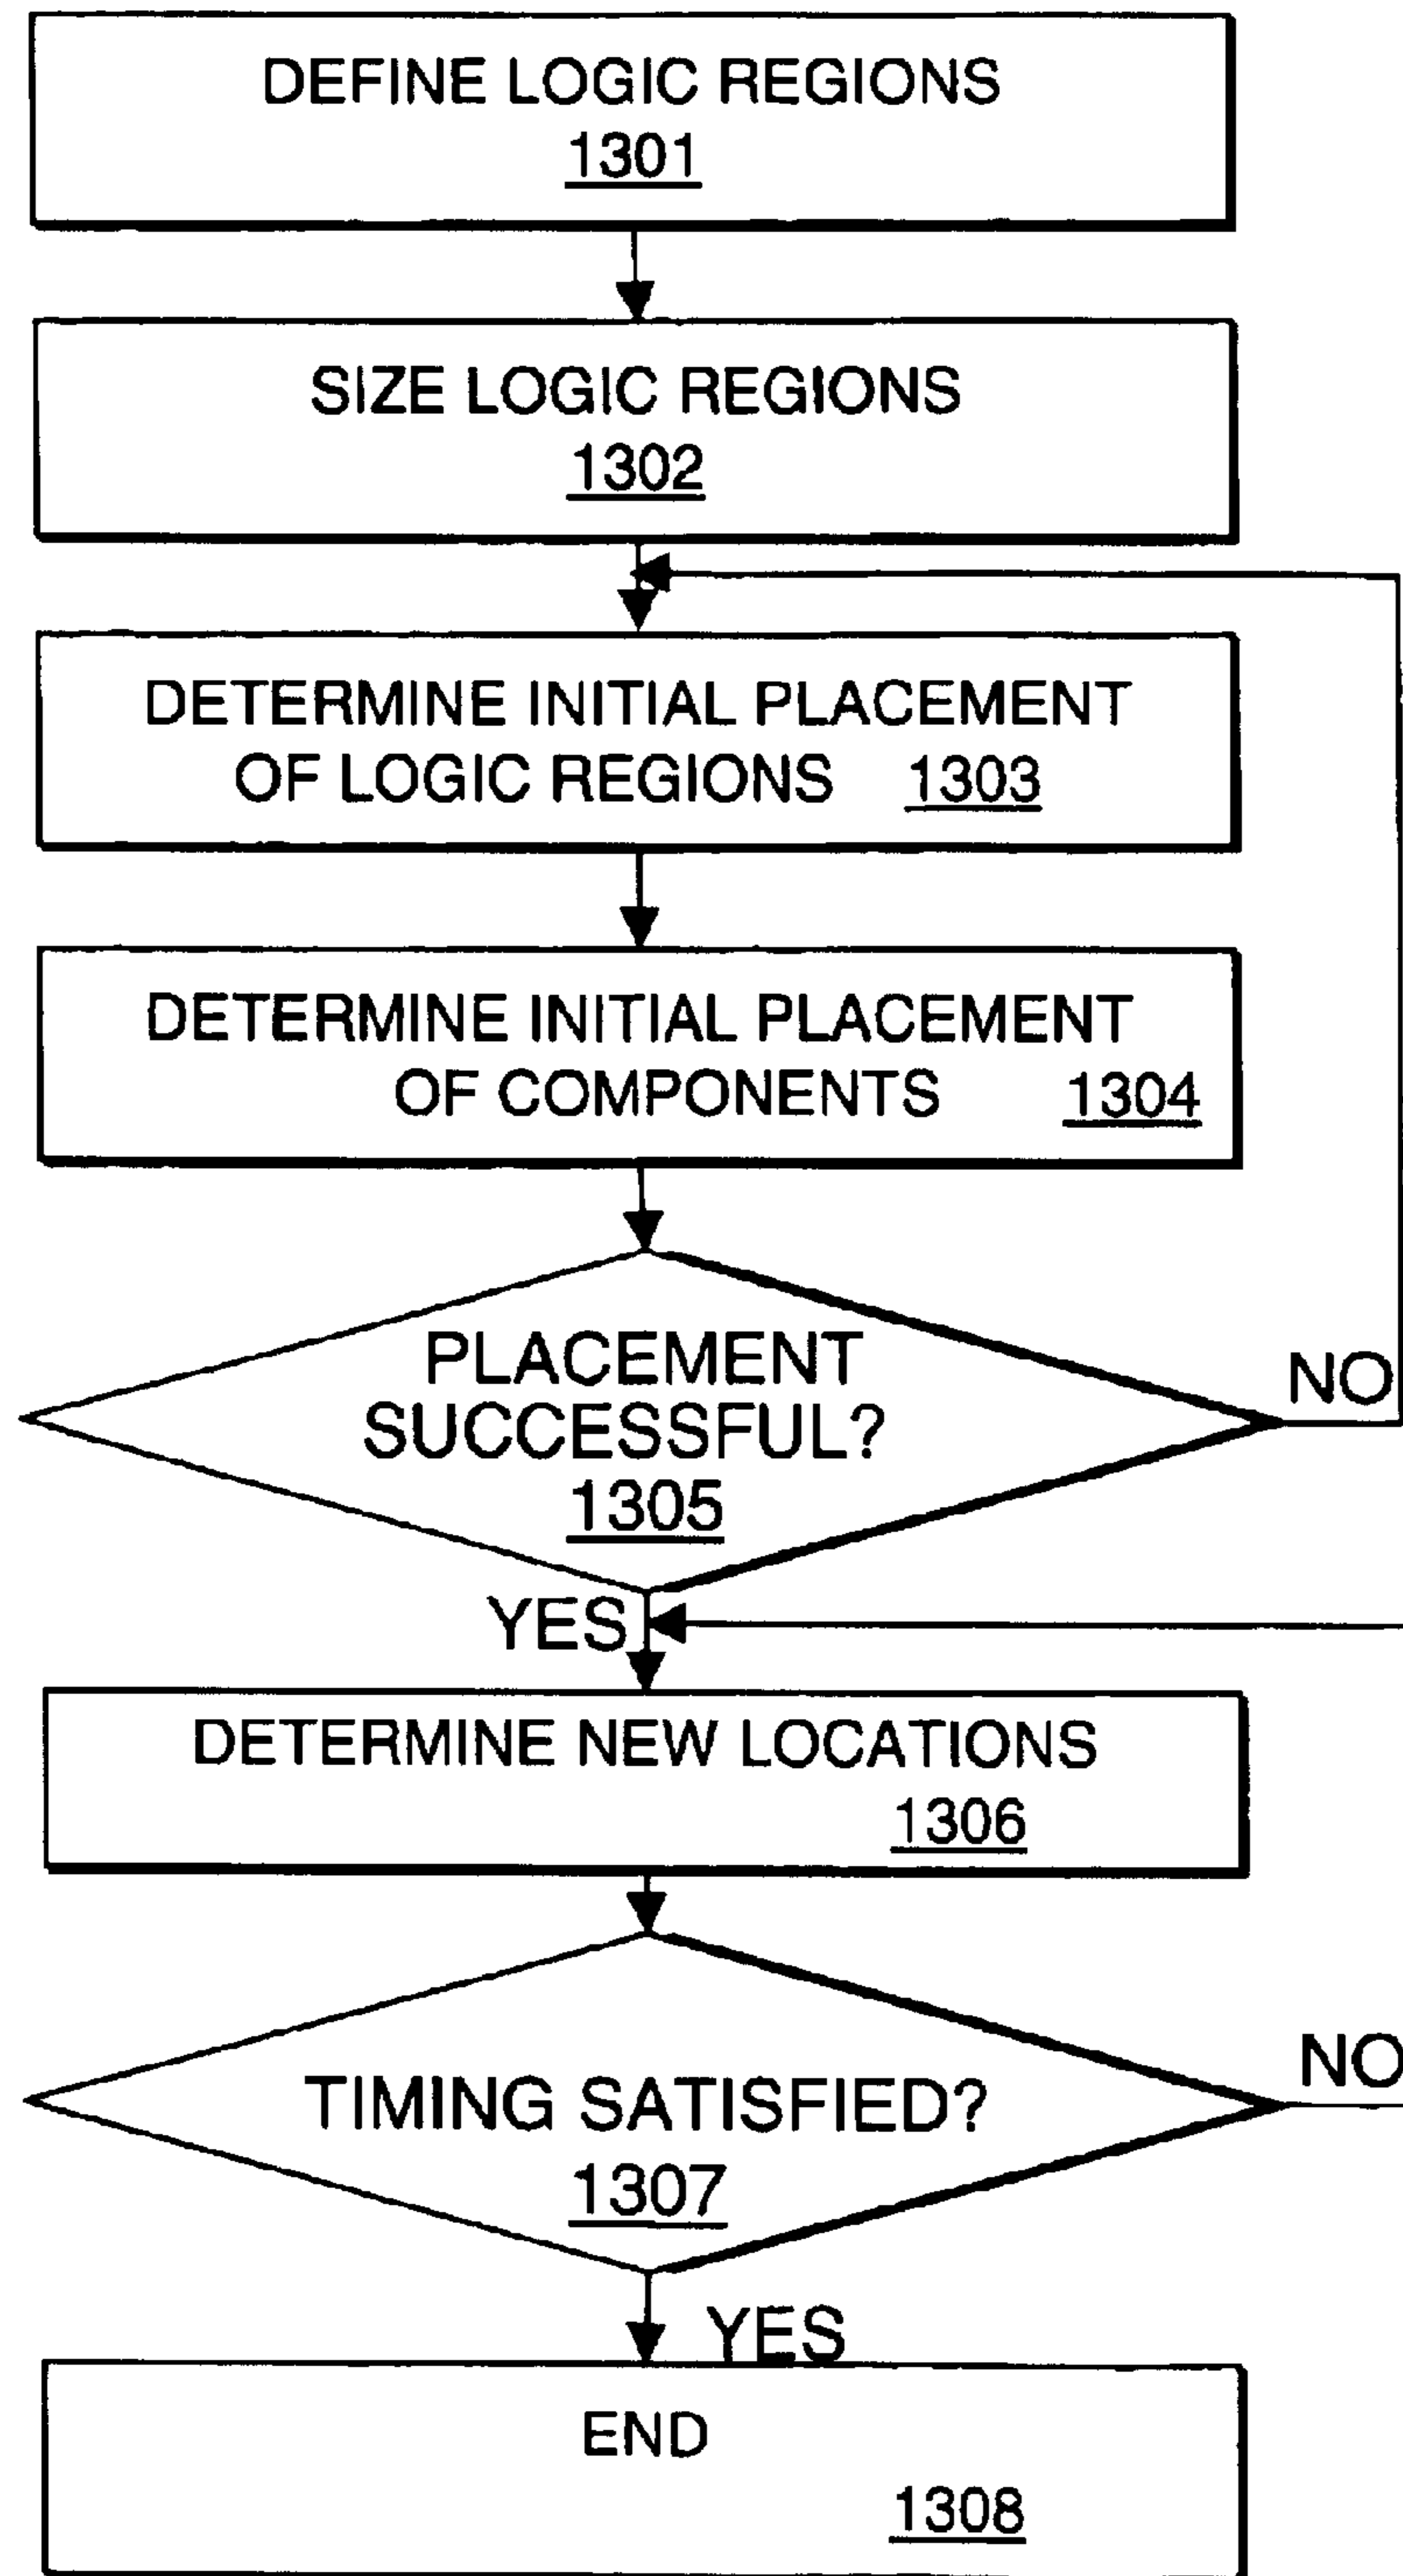 DEFINE LOGIC REGIONS
1301
SIZE LOGIC REGIONS
1302
DETERMINE INITIAL PLACEMENT
OF LOGIC REGIONS 1303
DETERMINE INITIAL PLACEMENT
OF COMPONENTS 1304
PLACEMENT
SUCCESSFUL?
1305
NO
YES
DETERMINE NEW LOCATIONS
1306
TIMING SATISFIED?
1307
NO
YES
END
1308